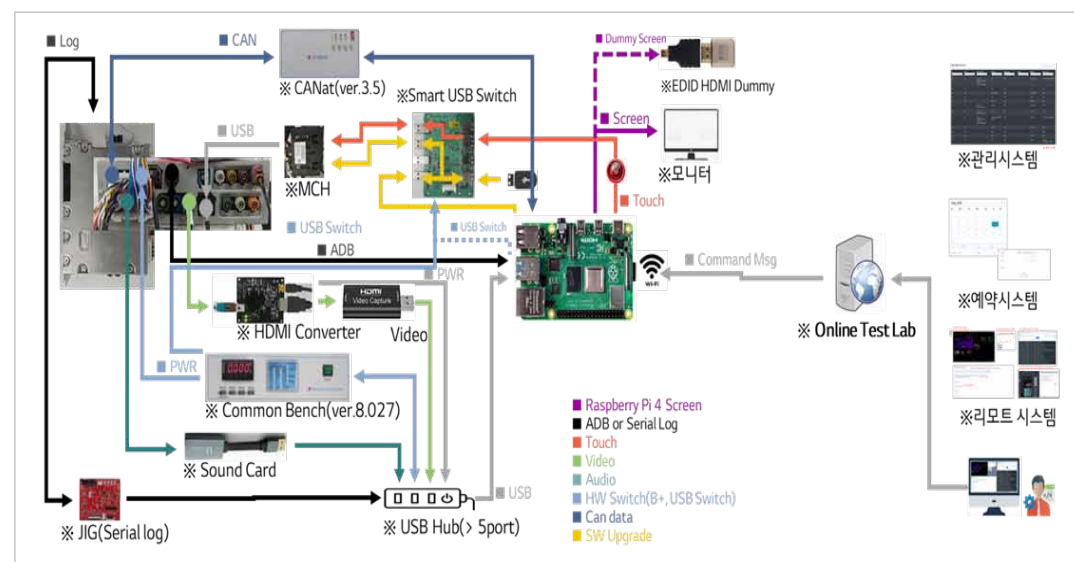 ■ Log
■ CAN
※ CANat(ver.3.5)
※Smart USB Switch
■ Dummy Screen
※EDID HDMI Dummy
■ Screen
※모니터
■ USB
※MCH
■ Touch
■ USB Switch
■ USB Switch
■ ADB
■ PWR
HDMI
Video Capture
※ HDMI Converter
Video
■ PWR
※ Common Bench(ver.8.027)
※ Sound Card
※ JIG(Serial log)
※ USB Hub(> 5port)
■ USB
WI-FI
■ Command Msg
※ Online Test Lab
※관리시스템
※예약시스템
※리모트 시스템
■ Raspberry Pi 4 Screen
■ ADB or Serial Log
■ Touch
■ Video
■ Audio
■ HW Switch(B+, USB Switch)
■ Can data
■ SW Upgrade